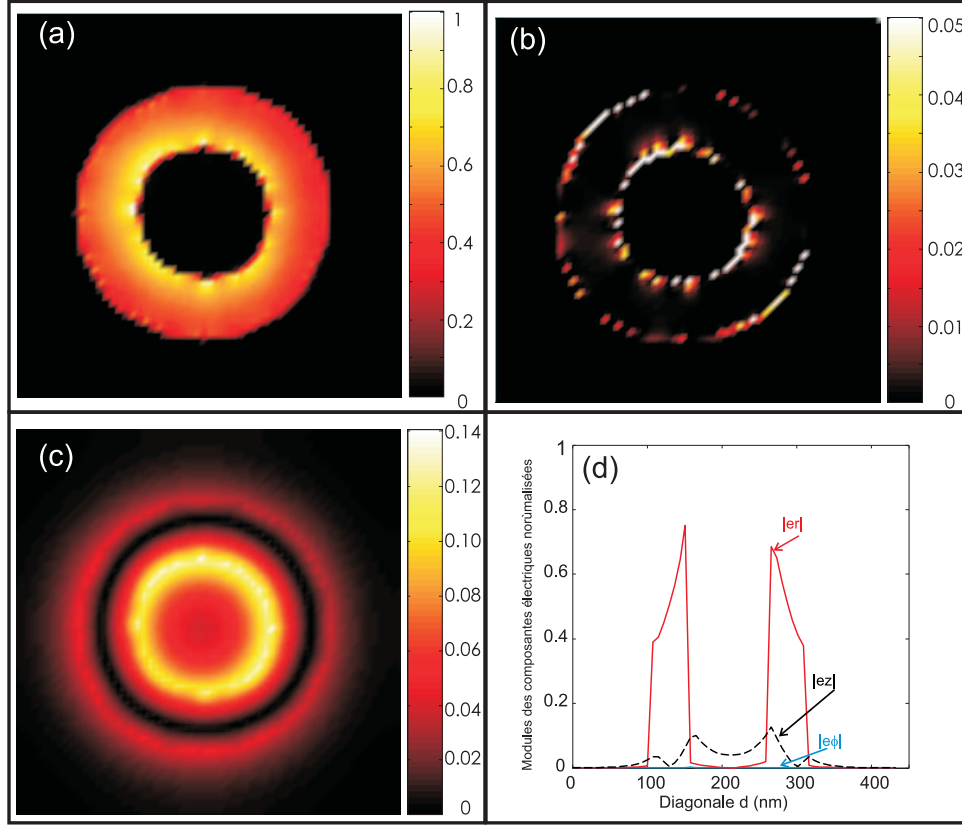 (a)
1
0.8
0.6
0.4
0.2
0
(b)
0.05
0.04
0.03
0.02
0.01
0
(c)
0.14
0.12
0.10
0.08
0.06
0.04
0.02
0
(d)
Modules des composantes électriques norùmalisées
1
0.8
0.6
0.4
0.2
0
|er|
|ez|
|eϕ|
0 100 200 300 400
Diagonale d (nm)